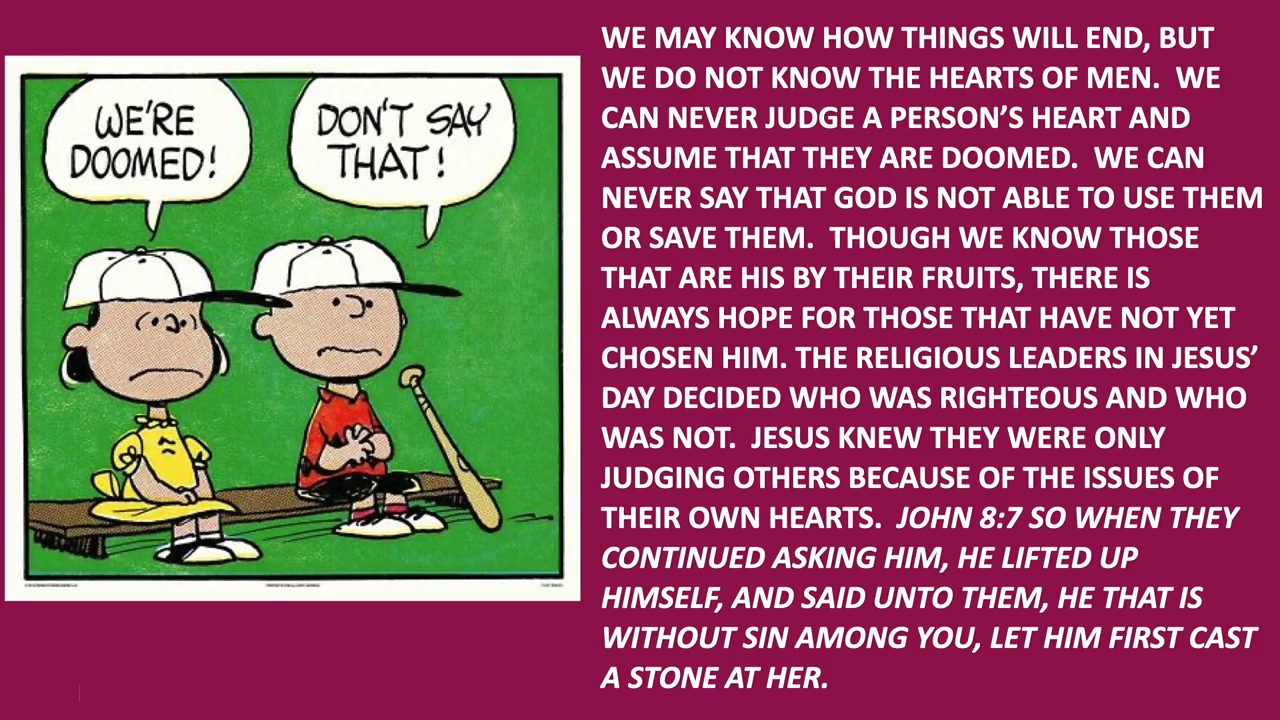 WE'RE
DOOMED!
DON'T SAY
THAT!
WE MAY KNOW HOW THINGS WILL END, BUT
WE DO NOT KNOW THE HEARTS OF MEN.  WE
CAN NEVER JUDGE A PERSON’S HEART AND
ASSUME THAT THEY ARE DOOMED.  WE CAN
NEVER SAY THAT GOD IS NOT ABLE TO USE THEM
OR SAVE THEM.  THOUGH WE KNOW THOSE
THAT ARE HIS BY THEIR FRUITS, THERE IS
ALWAYS HOPE FOR THOSE THAT HAVE NOT YET
CHOSEN HIM. THE RELIGIOUS LEADERS IN JESUS’
DAY DECIDED WHO WAS RIGHTEOUS AND WHO
WAS NOT.  JESUS KNEW THEY WERE ONLY
JUDGING OTHERS BECAUSE OF THE ISSUES OF
THEIR OWN HEARTS.  JOHN 8:7 SO WHEN THEY
CONTINUED ASKING HIM, HE LIFTED UP
HIMSELF, AND SAID UNTO THEM, HE THAT IS
WITHOUT SIN AMONG YOU, LET HIM FIRST CAST
A STONE AT HER.